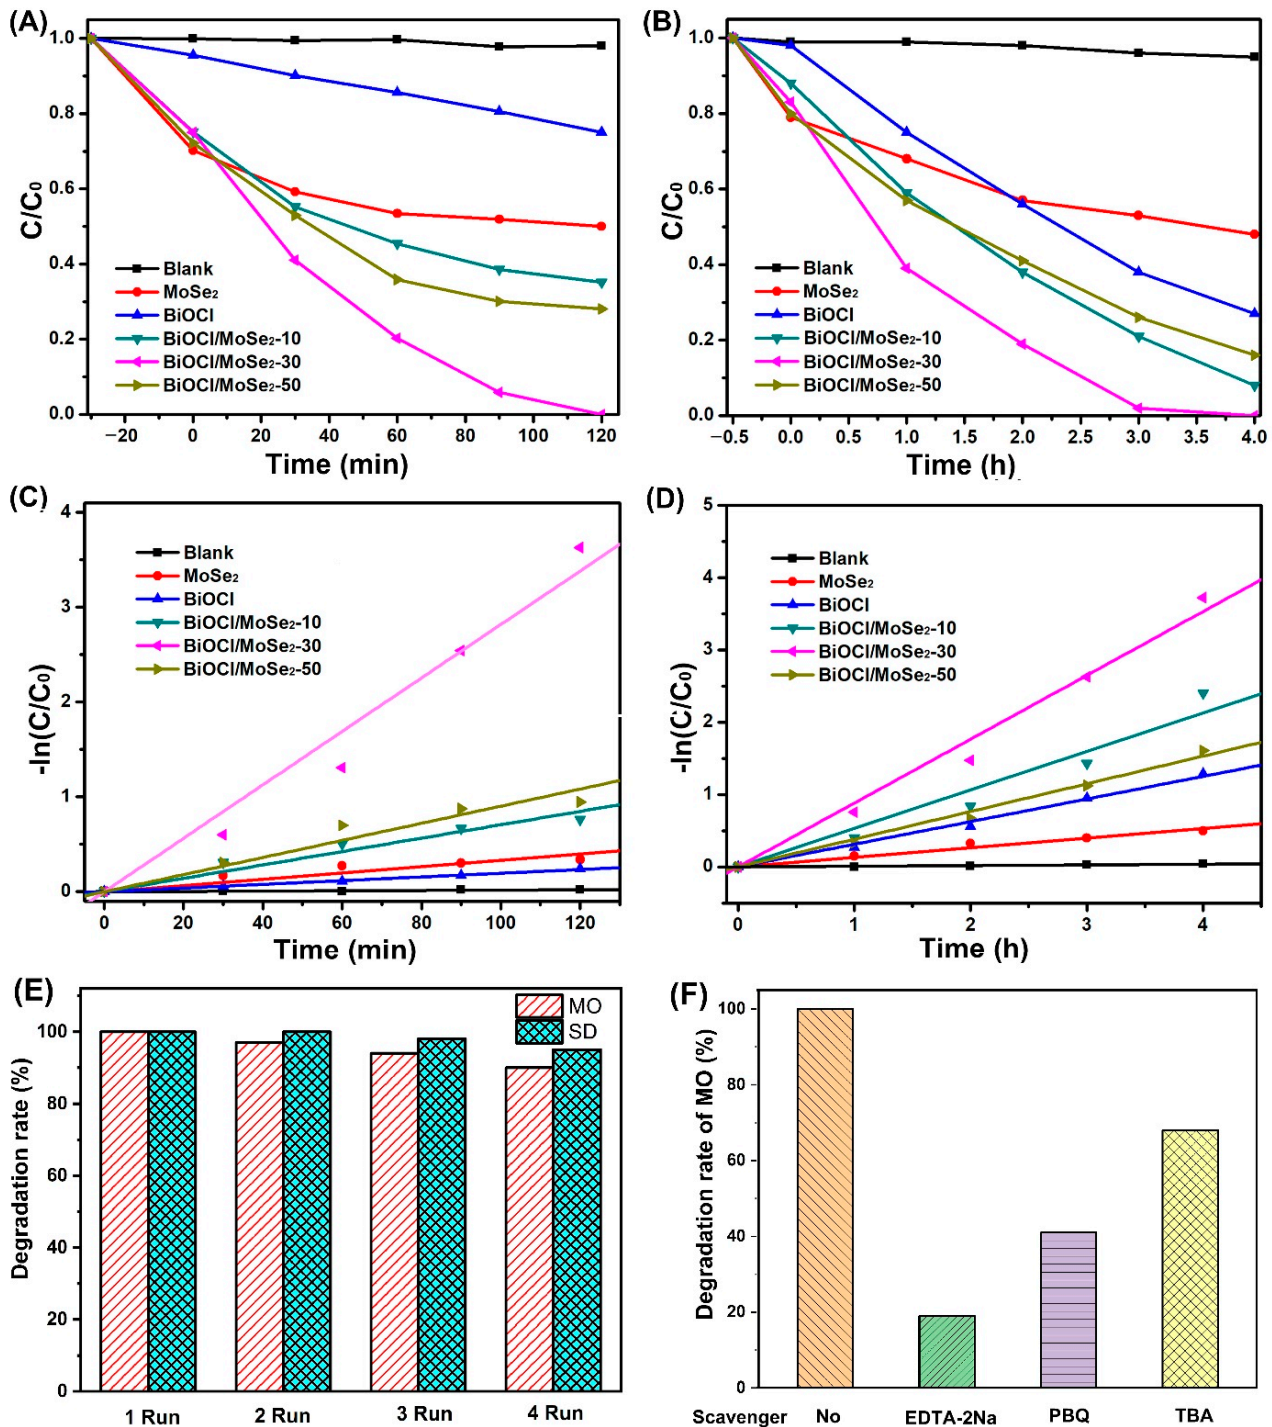 (A)
1.0
0.8
0.6
0.4
0.2
0.0
C/C₀
Blank
MoSe₂
BiOCl
BiOCl/MoSe₂-10
BiOCl/MoSe₂-30
BiOCl/MoSe₂-50
−20 0 20 40 60 80 100 120
Time (min)
(B)
1.0
0.8
0.6
0.4
0.2
0.0
C/C₀
Blank
MoSe₂
BiOCl
BiOCl/MoSe₂-10
BiOCl/MoSe₂-30
BiOCl/MoSe₂-50
−0.5 0.0 0.5 1.0 1.5 2.0 2.5 3.0 3.5 4.0
Time (h)
(C)
4
3
2
1
0
-ln(C/C₀)
Blank
MoSe₂
BiOCl
BiOCl/MoSe₂-10
BiOCl/MoSe₂-30
BiOCl/MoSe₂-50
0 20 40 60 80 100 120
Time (min)
(D)
5
4
3
2
1
0
-ln(C/C₀)
Blank
MoSe₂
BiOCl
BiOCl/MoSe₂-10
BiOCl/MoSe₂-30
BiOCl/MoSe₂-50
0 1 2 3 4
Time (h)
(E)
100
80
60
40
20
0
Degradation rate (%)
MO
SD
1 Run 2 Run 3 Run 4 Run
(F)
100
80
60
40
20
0
Degradation rate of MO (%)
Scavenger No EDTA-2Na PBQ TBA